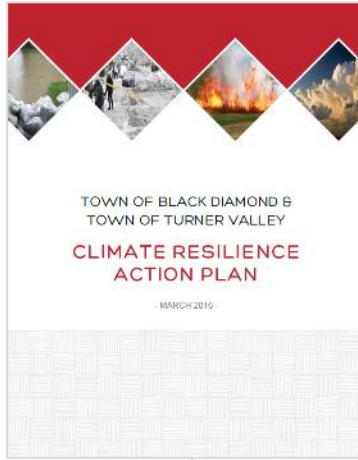 TOWN OF BLACK DIAMOND &
TOWN OF TURNER VALLEY
CLIMATE RESILIENCE
ACTION PLAN
- MARCH 2016 -